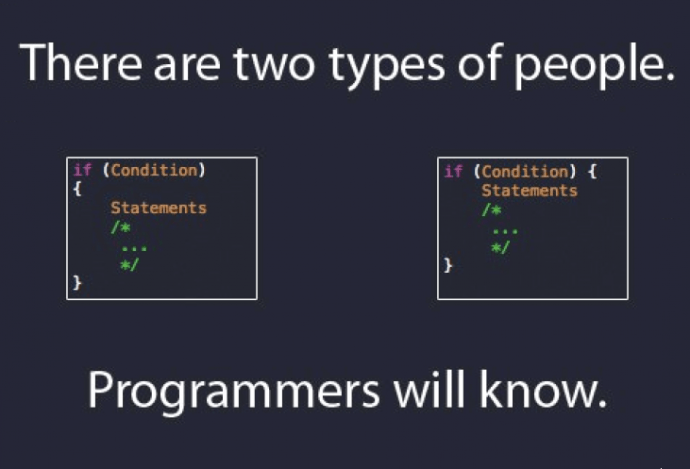 There are two types of people.
if (Condition)
{
Statements
/*
...
*/
}
if (Condition) {
Statements
/*
...
*/
}
Programmers will know.